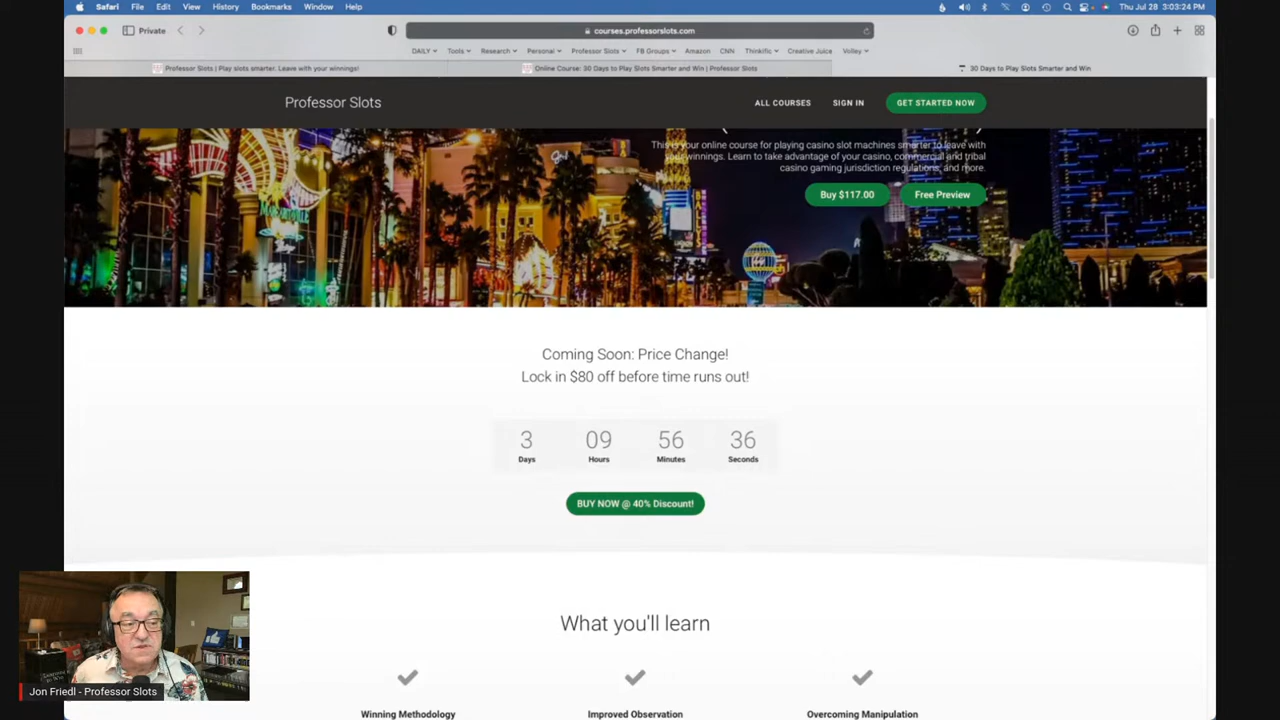 Safari File Edit View History Bookmarks Window Help
Thu Jul 28 3:03:24 PM
Private
courses.professorslots.com
DAILY Tools Research Personal Professor Slots FB Groups Amazon CNN Thinkific Creative Juice Volley
Professor Slots | Play slots smarter. Leave with your winnings!
Online Course: 30 Days to Play Slots Smarter and Win | Professor Slots
30 Days to Play Slots Smarter and Win
Professor Slots
ALL COURSES SIGN IN GET STARTED NOW
This is your online course for playing casino slot machines smarter to leave with
your winnings. Learn to take advantage of your casino, commercial and tribal
casino gaming jurisdiction regulations, and more.
Buy $117.00 Free Preview
Coming Soon: Price Change!
Lock in $80 off before time runs out!
3 09 56 36
Days Hours Minutes Seconds
BUY NOW @ 40% Discount!
What you'll learn
Winning Methodology Improved Observation Overcoming Manipulation
Jon Friedl - Professor Slots